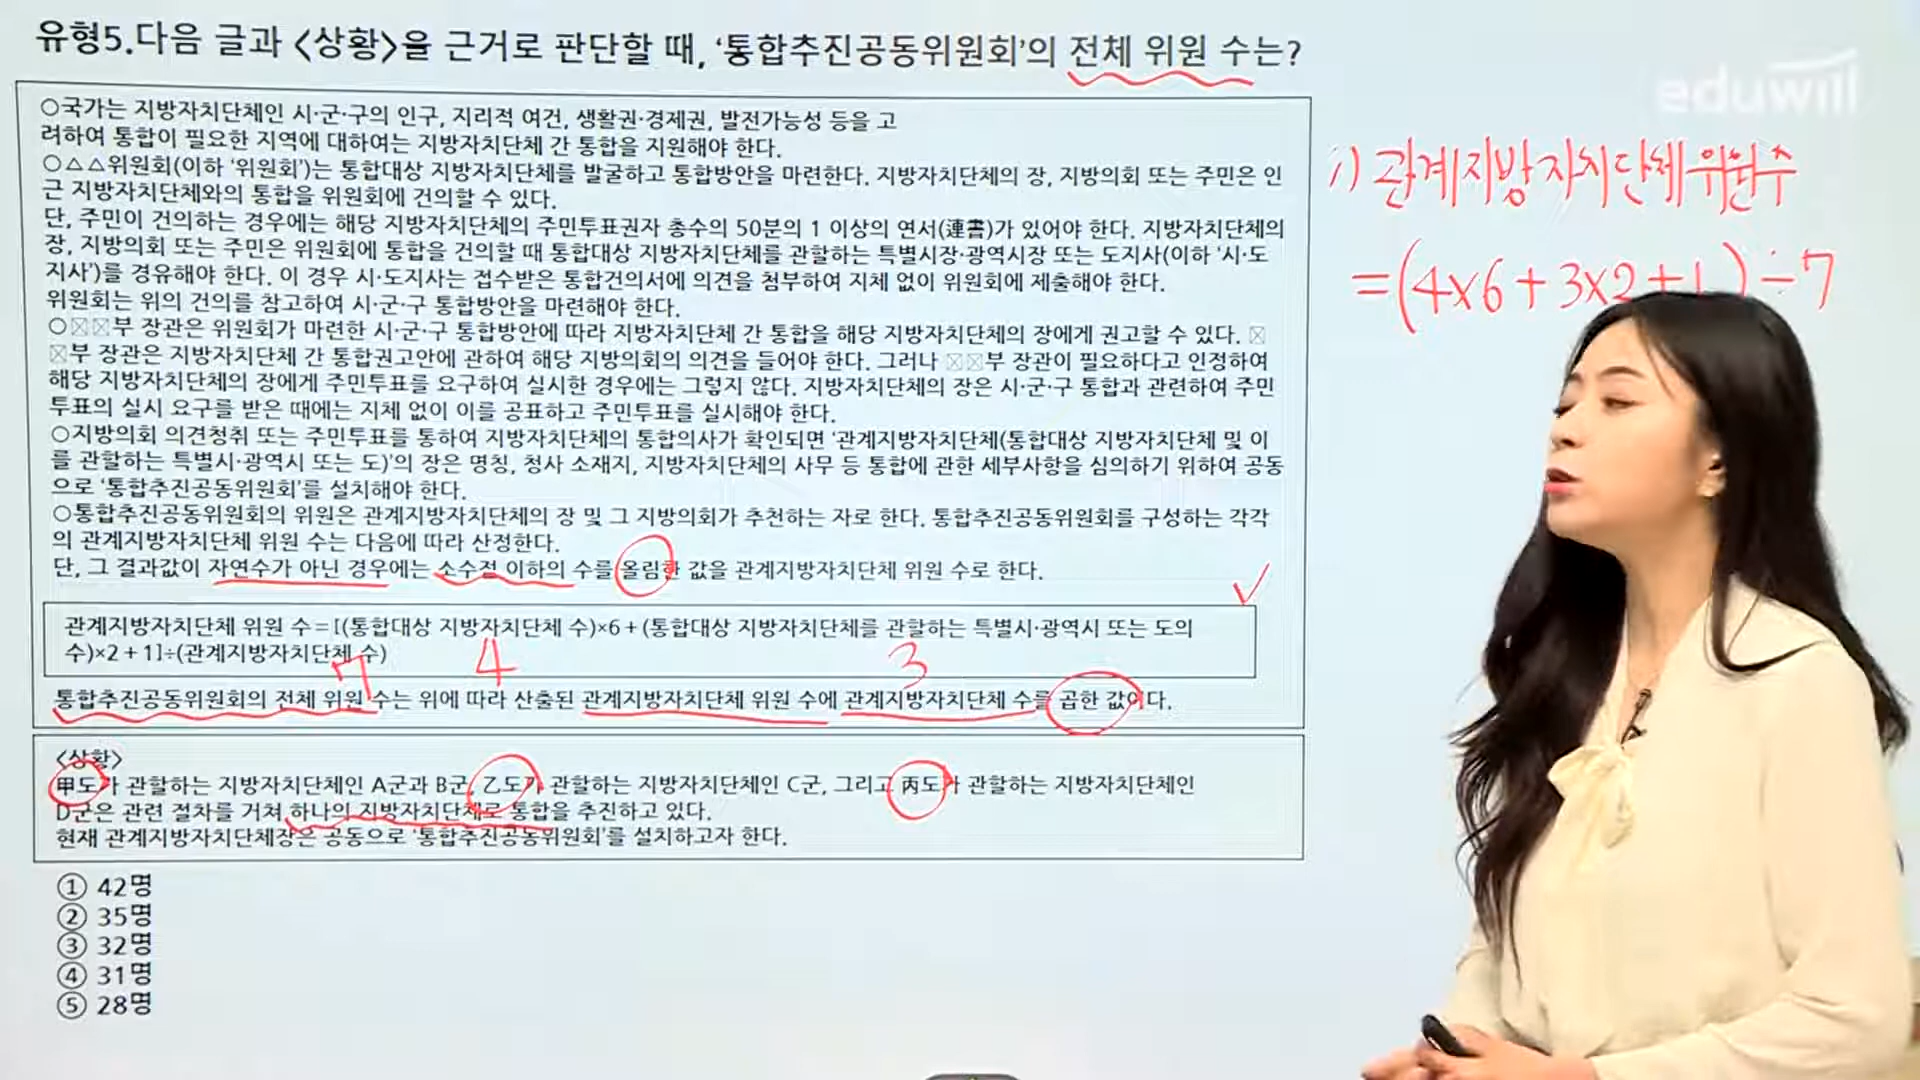 유형5.다음 글과 <상황>을 근거로 판단할 때, ‘통합추진공동위원회’의 전체 위원 수는?
eduwill
○국가는 지방자치단체인 시·군·구의 인구, 지리적 여건, 생활권·경제권, 발전가능성 등을 고
려하여 통합이 필요한 지역에 대하여는 지방자치단체 간 통합을 지원해야 한다.
○△△위원회(이하 ‘위원회’)는 통합대상 지방자치단체를 발굴하고 통합방안을 마련한다. 지방자치단체의 장, 지방의회 또는 주민은 인
근 지방자치단체와의 통합을 위원회에 건의할 수 있다.
단, 주민이 건의하는 경우에는 해당 지방자치단체의 주민투표권자 총수의 50분의 1 이상의 연서(連書)가 있어야 한다. 지방자치단체의
장, 지방의회 또는 주민은 위원회에 통합을 건의할 때 통합대상 지방자치단체를 관할하는 특별시장·광역시장 또는 도지사(이하 ‘시·도
지사’)를 경유해야 한다. 이 경우 시·도지사는 접수받은 통합건의서에 의견을 첨부하여 지체 없이 위원회에 제출해야 한다.
위원회는 위의 건의를 참고하여 시·군·구 통합방안을 마련해야 한다.
○☒☒부 장관은 위원회가 마련한 시·군·구 통합방안에 따라 지방자치단체 간 통합을 해당 지방자치단체의 장에게 권고할 수 있다. ☒
☒부 장관은 지방자치단체 간 통합권고안에 관하여 해당 지방의회의 의견을 들어야 한다. 그러나 ☒☒부 장관이 필요하다고 인정하여
해당 지방자치단체의 장에게 주민투표를 요구하여 실시한 경우에는 그렇지 않다. 지방자치단체의 장은 시·군·구 통합과 관련하여 주민
투표의 실시 요구를 받은 때에는 지체 없이 이를 공표하고 주민투표를 실시해야 한다.
○지방의회 의견청취 또는 주민투표를 통하여 지방자치단체의 통합의사가 확인되면 ‘관계지방자치단체(통합대상 지방자치단체 및 이
를 관할하는 특별시·광역시 또는 도)’의 장은 명칭, 청사 소재지, 지방자치단체의 사무 등 통합에 관한 세부사항을 심의하기 위하여 공동
으로 ‘통합추진공동위원회’를 설치해야 한다.
○통합추진공동위원회의 위원은 관계지방자치단체의 장 및 그 지방의회가 추천하는 자로 한다. 통합추진공동위원회를 구성하는 각각
의 관계지방자치단체 위원 수는 다음에 따라 산정한다.
단, 그 결과값이 자연수가 아닌 경우에는 소수점 이하의 수를 올림한 값을 관계지방자치단체 위원 수로 한다.
관계지방자치단체 위원 수=[(통합대상 지방자치단체 수)×6+(통합대상 지방자치단체를 관할하는 특별시·광역시 또는 도의
수)×2+1]÷(관계지방자치단체 수)
7 4 3
통합추진공동위원회의 전체 위원 수는 위에 따라 산출된 관계지방자치단체 위원 수에 관계지방자치단체 수를 곱한 값이다.
<상황>
甲도가 관할하는 지방자치단체인 A군과 B군, 乙도가 관할하는 지방자치단체인 C군, 그리고 丙도가 관할하는 지방자치단체인
D군은 관련 절차를 거쳐 하나의 지방자치단체로 통합을 추진하고 있다.
현재 관계지방자치단체장은 공동으로 ‘통합추진공동위원회’를 설치하고자 한다.
① 42명
② 35명
③ 32명
④ 31명
⑤ 28명
i) 관계지방자치단체위원수
=(4×6+3×2+1)÷7